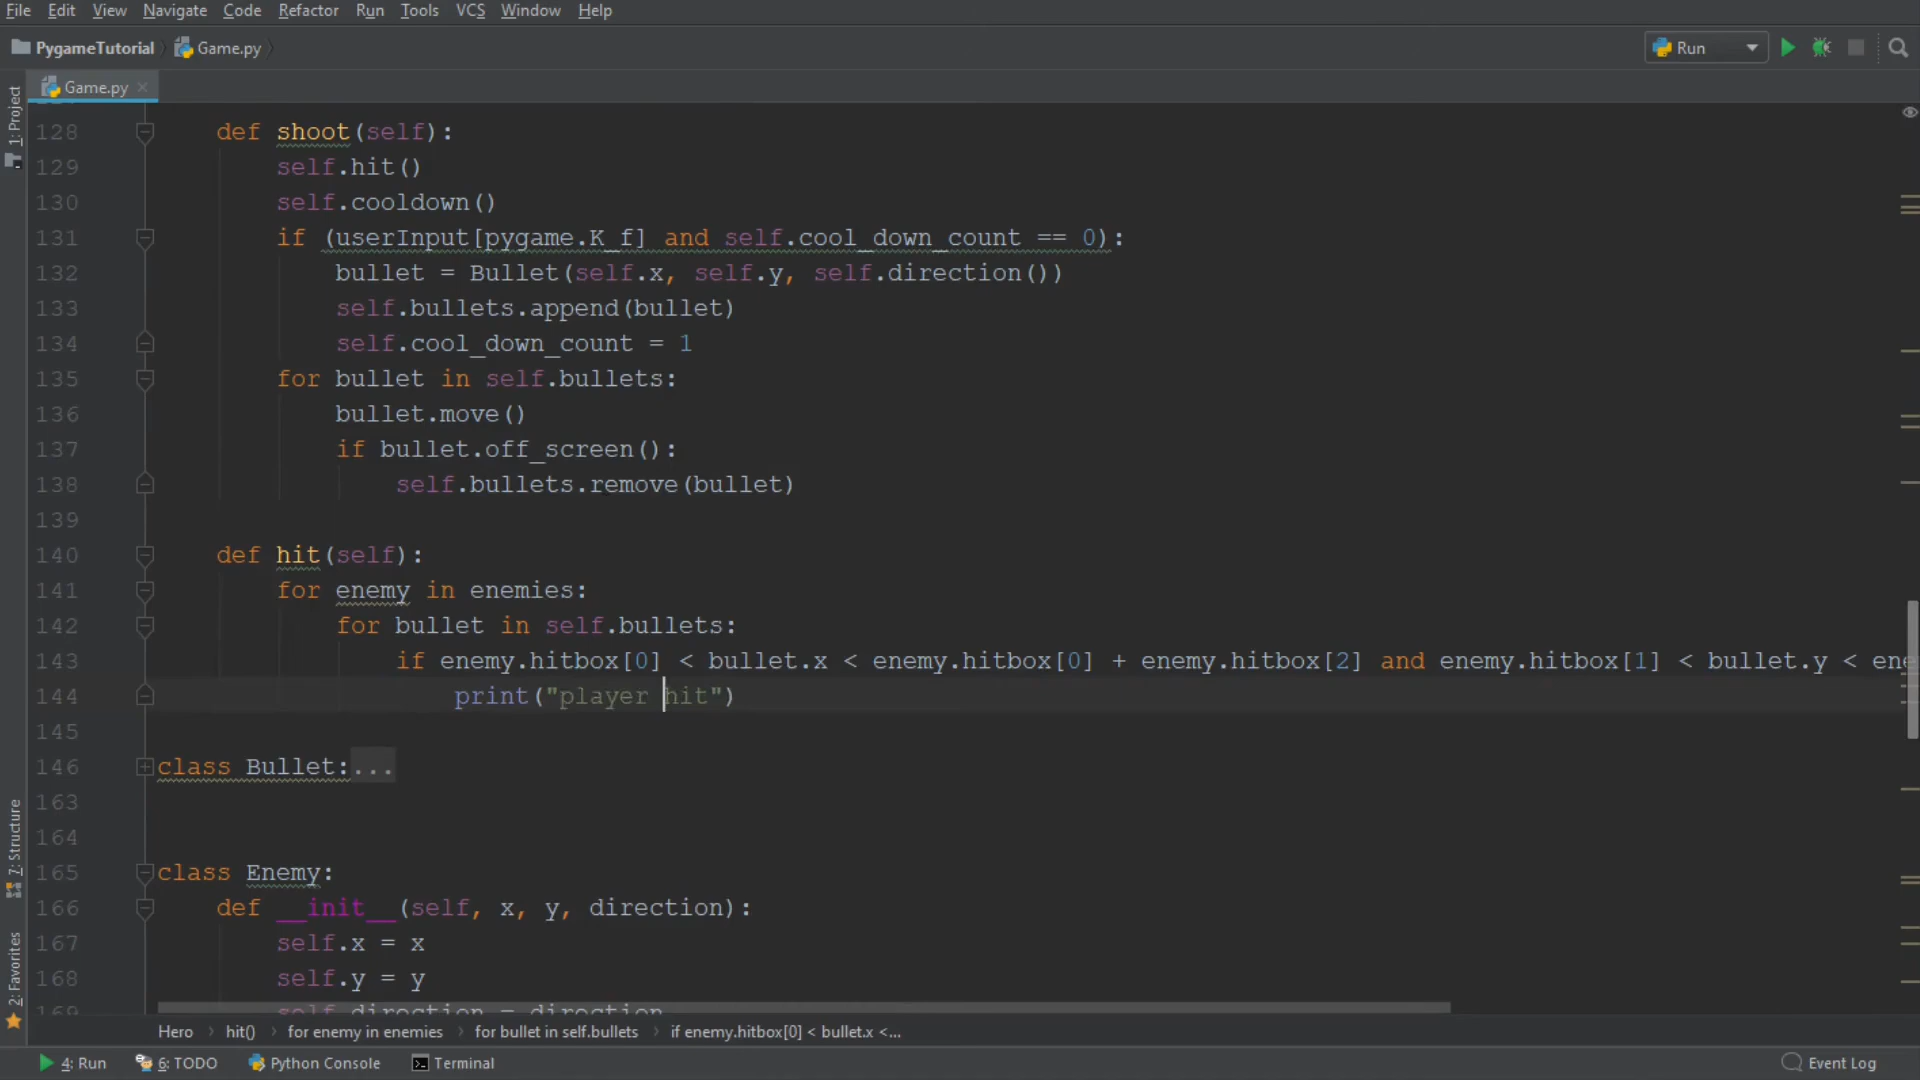 File Edit View Navigate Code Refactor Run Tools VCS Window Help
PygameTutorial Game.py Run
Game.py
1: Project
128 def shoot(self):
129 self.hit()
130 self.cooldown()
131 if (userInput[pygame.K_f] and self.cool_down_count == 0):
132 bullet = Bullet(self.x, self.y, self.direction())
133 self.bullets.append(bullet)
134 self.cool_down_count = 1
135 for bullet in self.bullets:
136 bullet.move()
137 if bullet.off_screen():
138 self.bullets.remove(bullet)
139
140 def hit(self):
141 for enemy in enemies:
142 for bullet in self.bullets:
143 if enemy.hitbox[0] < bullet.x < enemy.hitbox[0] + enemy.hitbox[2] and enemy.hitbox[1] < bullet.y < ene
144 print("player hit")
145
146 class Bullet:...
163
164
165 class Enemy:
166 def __init__(self, x, y, direction):
167 self.x = x
168 self.y = y
169 self.direction = direction
7: Structure
2: Favorites
Hero hit() for enemy in enemies for bullet in self.bullets if enemy.hitbox[0] < bullet.x <...
4: Run 6: TODO Python Console Terminal Event Log